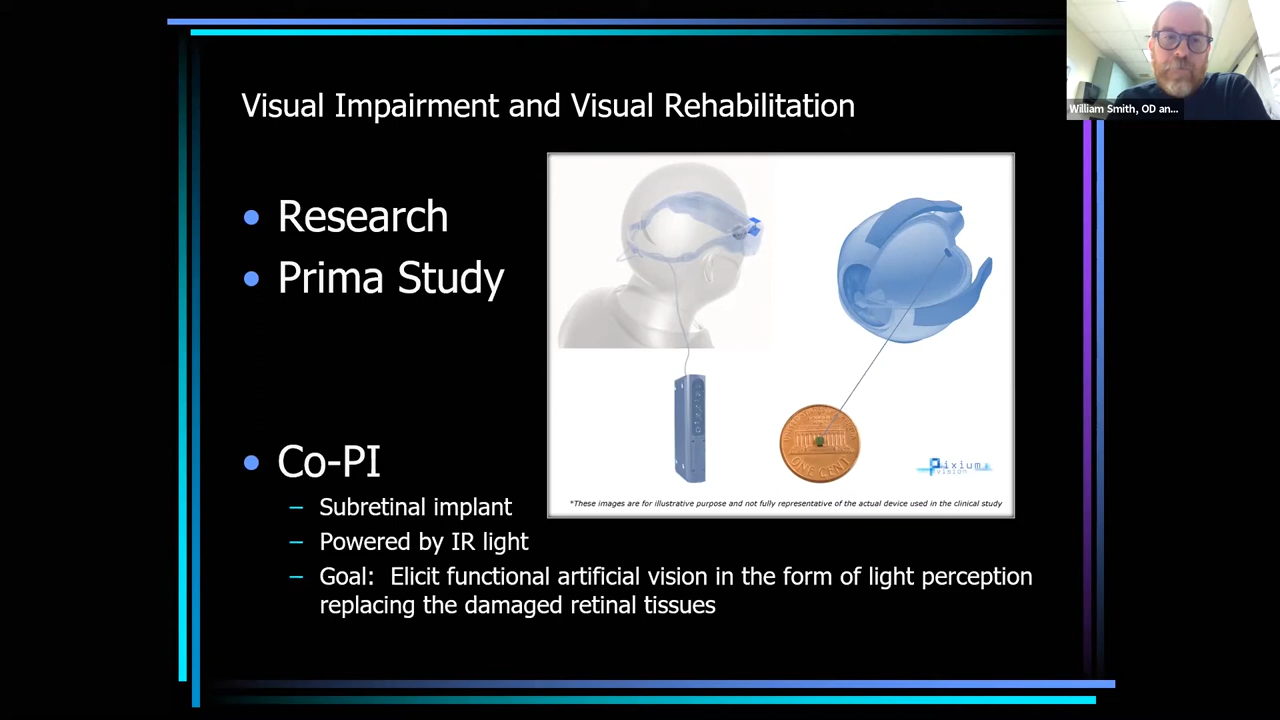 William Smith, OD an...
Visual Impairment and Visual Rehabilitation
Research
Prima Study
Co-PI
– Subretinal implant
– Powered by IR light
– Goal: Elicit functional artificial vision in the form of light perception
replacing the damaged retinal tissues
ONE CENT
Pixium
vision
*These images are for illustrative purpose and not fully representative of the actual device used in the clinical study